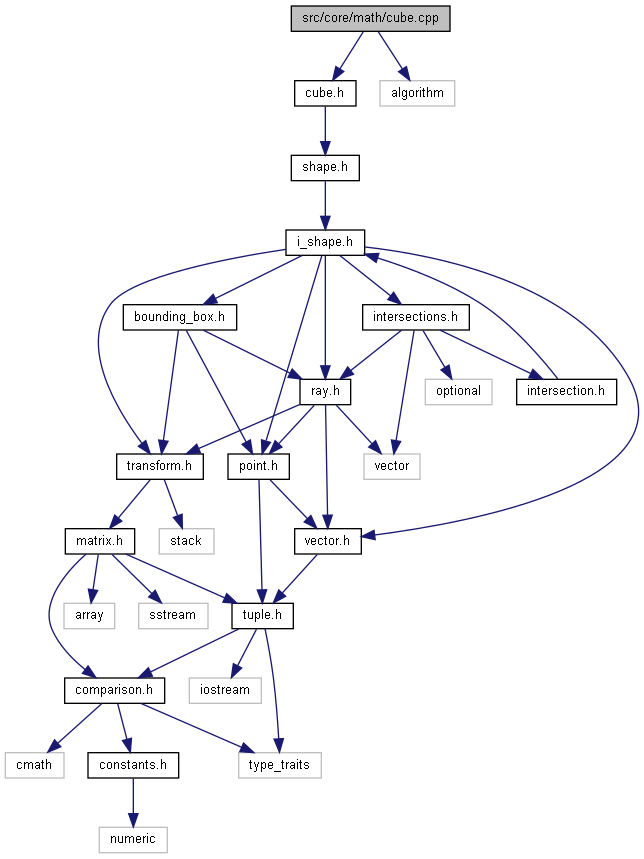 src/core/math/cube.cpp
cube.h
algorithm
shape.h
i_shape.h
bounding_box.h
intersections.h
ray.h
optional
intersection.h
transform.h
point.h
vector
matrix.h
stack
vector.h
array
sstream
tuple.h
comparison.h
iostream
cmath
constants.h
type_traits
numeric